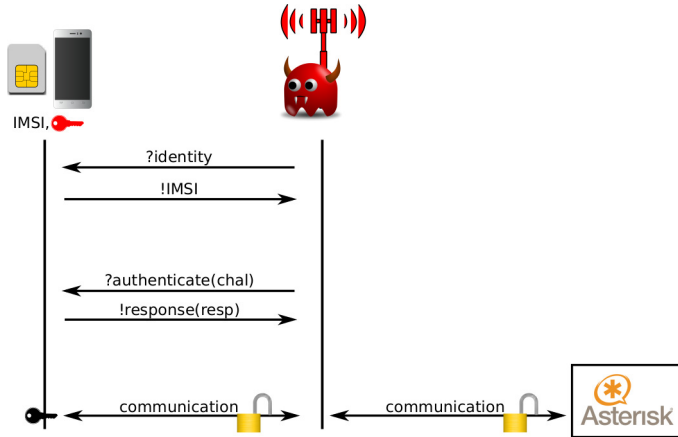 IMSI,
?identity
!IMSI
?authenticate(chal)
!response(resp)
communication
communication
Asterisk